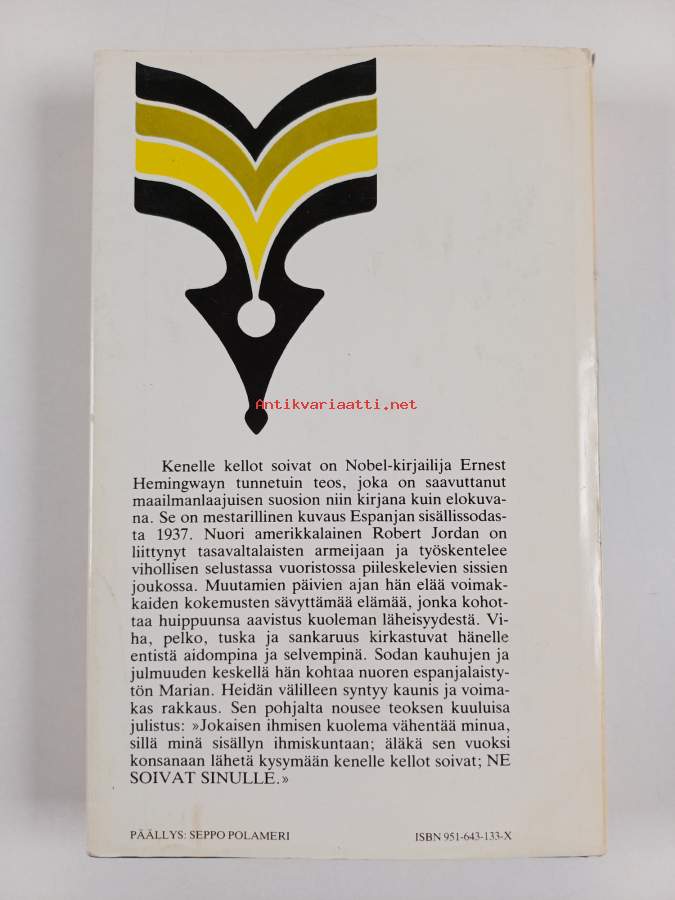 Antikvariaatti.net
Kenelle kellot soivat on Nobel-kirjailija Ernest
Hemingwayn tunnetuin teos, joka on saavuttanut
maailmanlaajuisen suosion niin kirjana kuin elokuva-
na. Se on mestarillinen kuvaus Espanjan sisällissodas-
ta 1937. Nuori amerikkalainen Robert Jordan on
liittynyt tasavaltalaisten armeijaan ja työskentelee
vihollisen selustassa vuoristossa piileskelevien sissien
joukossa. Muutamien päivien ajan hän elää voimak-
kaiden kokemusten sävyttämää elämää, jonka kohot-
taa huippuunsa aavistus kuoleman läheisyydestä. Vi-
ha, pelko, tuska ja sankaruus kirkastuvat hänelle
entistä aidompina ja selvempinä. Sodan kauhujen ja
julmuuden keskellä hän kohtaa nuoren espanjalaisty-
tön Marian. Heidän välilleen syntyy kaunis ja voima-
kas rakkaus. Sen pohjalta nousee teoksen kuuluisa
julistus: »Jokaisen ihmisen kuolema vähentää minua,
sillä minä sisällyn ihmiskuntaan; äläkä sen vuoksi
konsanaan lähetä kysymään kenelle kellot soivat; NE
SOIVAT SINULLE.»
PÄÄLLYS: SEPPO POLAMERI ISBN 951-643-133-X